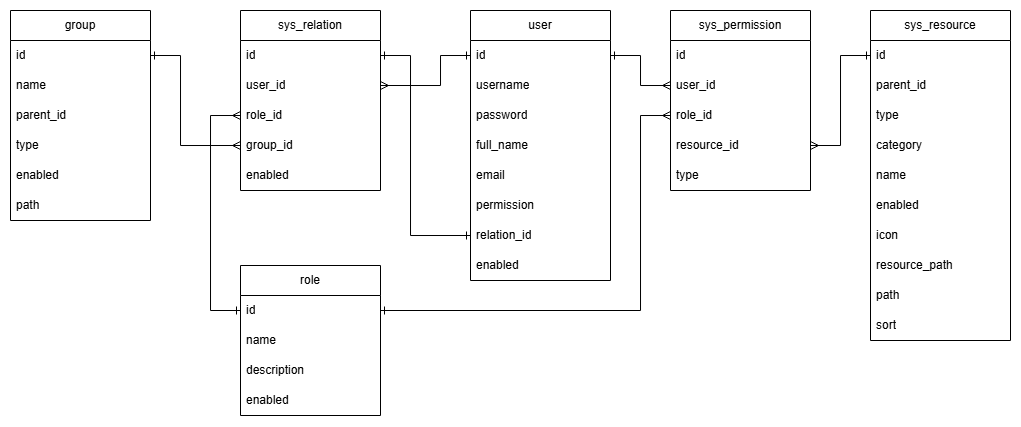 group
id
name
parent_id
type
enabled
path
sys_relation
id
user_id
role_id
group_id
enabled
user
id
username
password
full_name
email
permission
relation_id
enabled
sys_permission
id
user_id
role_id
resource_id
type
sys_resource
id
parent_id
type
category
name
enabled
icon
resource_path
path
sort
role
id
name
description
enabled